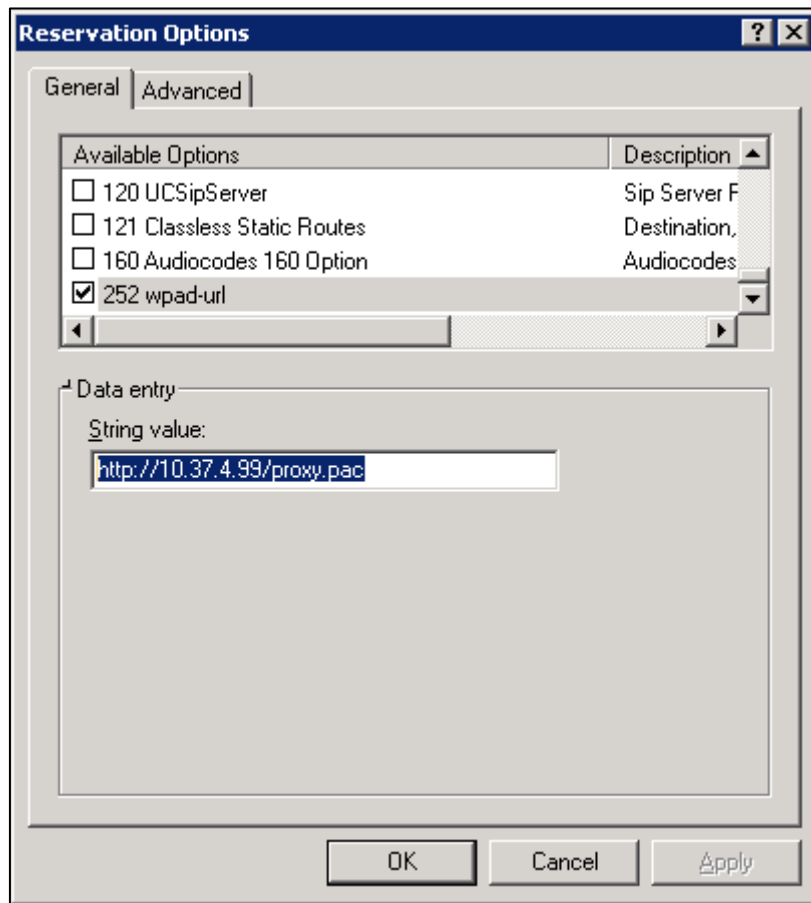 Reservation Options
General Advanced
Available Options Description
120 UCSipServer Sip Server F
121 Classless Static Routes Destination,
160 Audiocodes 160 Option Audiocodes
252 wpad-url
Data entry
String value:
http://10.37.4.99/proxy.pac
OK Cancel Apply